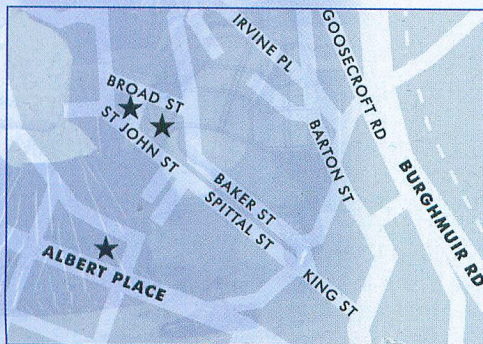 IRVINE PL
GOOSECROFT RD
BROAD ST
ST JOHN ST
BARTON ST
BURGHMUIR RD
BAKER ST
SPITTAL ST
ALBERT PLACE
KING ST